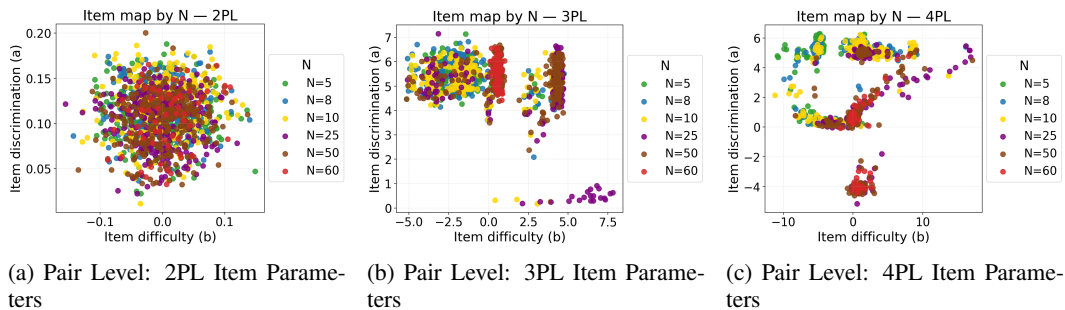 Item map by N — 2PL
Item discrimination (a)
0.20
0.15
0.10
0.05
−0.1
0.0
0.1
Item difficulty (b)
N
N=5
N=8
N=10
N=25
N=50
N=60
(a) Pair Level: 2PL Item Parame-
ters
Item map by N — 3PL
Item discrimination (a)
7
6
5
4
3
2
1
0
−5.0
−2.5
0.0
2.5
5.0
7.5
Item difficulty (b)
N
N=5
N=8
N=10
N=25
N=50
N=60
(b) Pair Level: 3PL Item Parame-
ters
Item map by N — 4PL
Item discrimination (a)
6
4
2
0
−2
−4
−10
0
10
Item difficulty (b)
N
N=5
N=8
N=10
N=25
N=50
N=60
(c) Pair Level: 4PL Item Parame-
ters